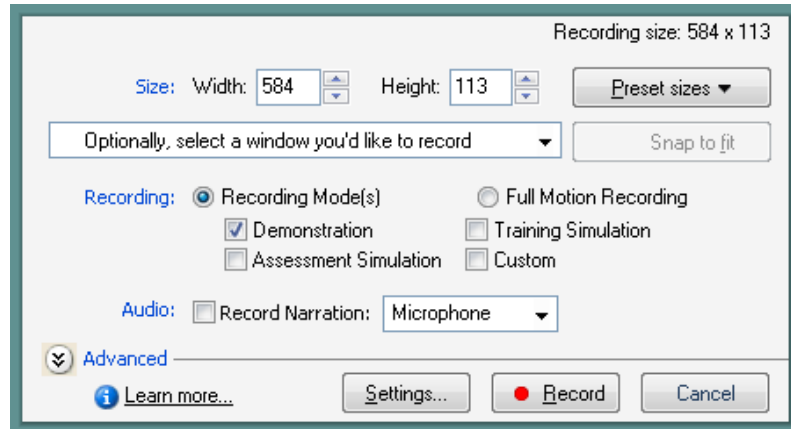 Recording size: 584 x 113
Size: Width: 584 Height: 113 Preset sizes
Optionally, select a window you'd like to record Snap to fit
Recording: Recording Mode(s) Full Motion Recording
Demonstration Training Simulation
Assessment Simulation Custom
Audio: Record Narration: Microphone
Advanced
Learn more... Settings... Record Cancel